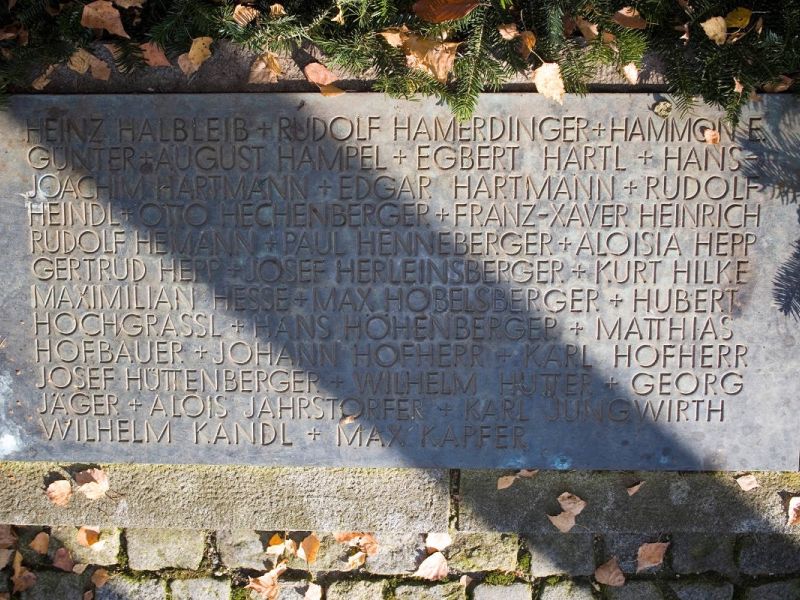 HEINZ HALBLEIB + RUDOLF HAMERDINGER + HAMMON E.
GÜNTER + AUGUST HAMPEL + EGBERT HARTL + HANS-
JOACHIM HARTMANN + EDGAR HARTMANN + RUDOLF
HEINDL + OTTO HECHENBERGER + FRANZ-XAVER HEINRICH
RUDOLF HEMANN + PAUL HENNEBERGER + ALOISIA HEPP
GERTRUD HEPP + JOSEF HERLEINSBERGER + KURT HILKE
MAXIMILIAN HESSE + MAX HOBELSBERGER + HUBERT
HOCHGRASSL + HANS HÖHENBERGER + MATTHÄS
HOFBAUER + JOHANN HOFHERR + KARL HOFHERR
JOSEF HÜTTENBERGER + WILHELM HÜTTER + GEORG
JÄGER + ALOIS JAHRSTORFER + KARL JUNGWIRTH
WILHELM KANDL + MAX KAPFER